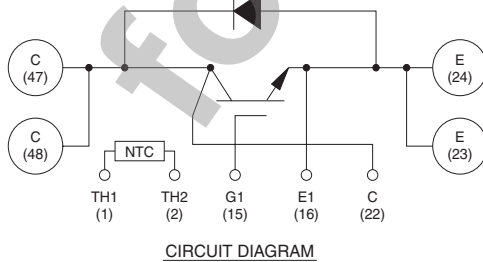 C
(47)
E
(24)
C
(48)
E
(23)
NTC
TH1
(1)
TH2
(2)
G1
(15)
E1
(16)
C
(22)
CIRCUIT DIAGRAM